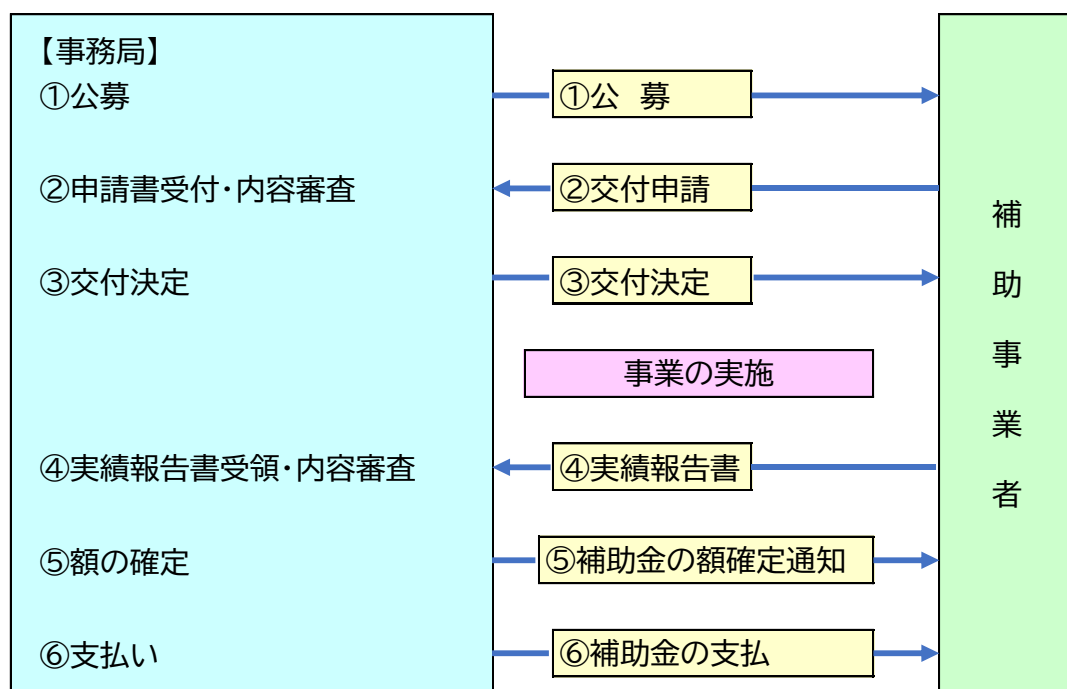 【事務局】
①公募
①公　募
②申請書受付・内容審査
②交付申請
③交付決定
③交付決定
事業の実施
④実績報告書受領・内容審査
④実績報告書
⑤額の確定
⑤補助金の額確定通知
⑥支払い
⑥補助金の支払
補助事業者